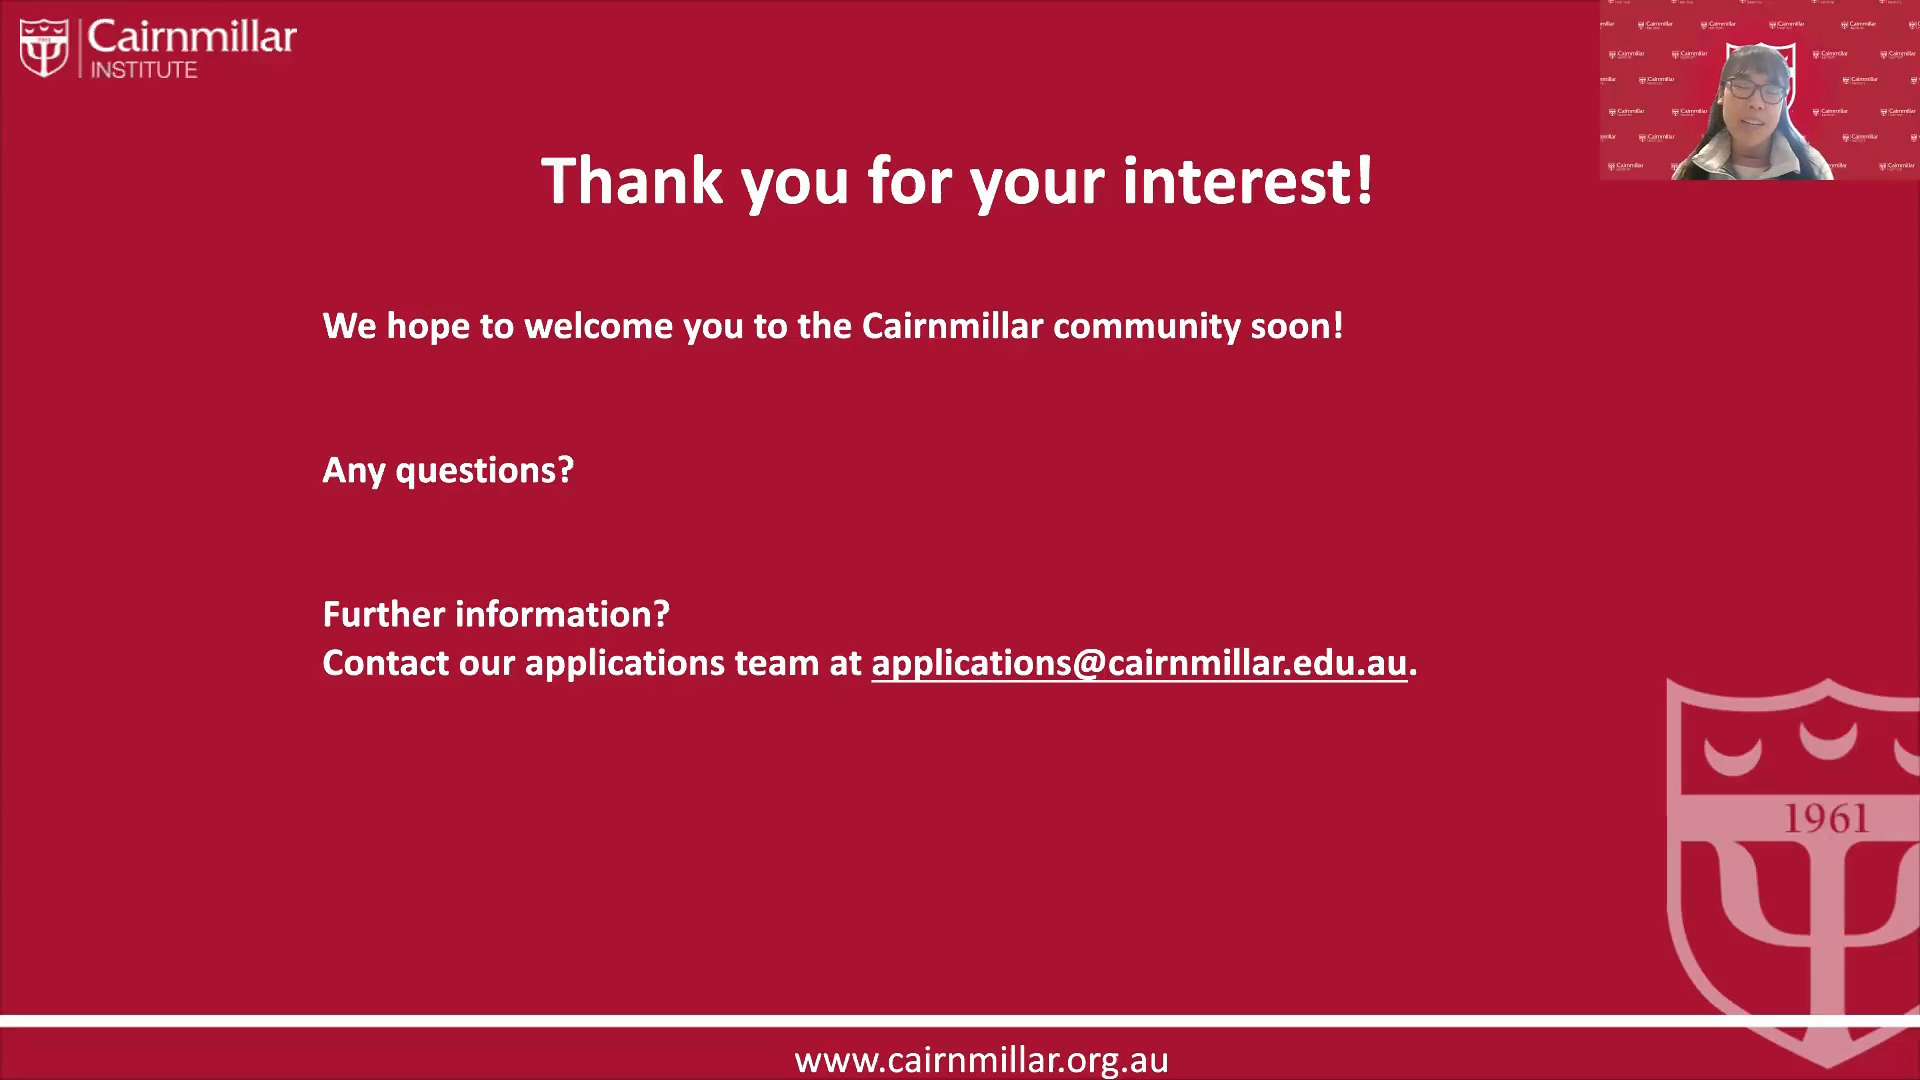 Cairnmillar
INSTITUTE
Thank you for your interest!
We hope to welcome you to the Cairnmillar community soon!
Any questions?
Further information?
Contact our applications team at applications@cairnmillar.edu.au.
1961
www.cairnmillar.org.au